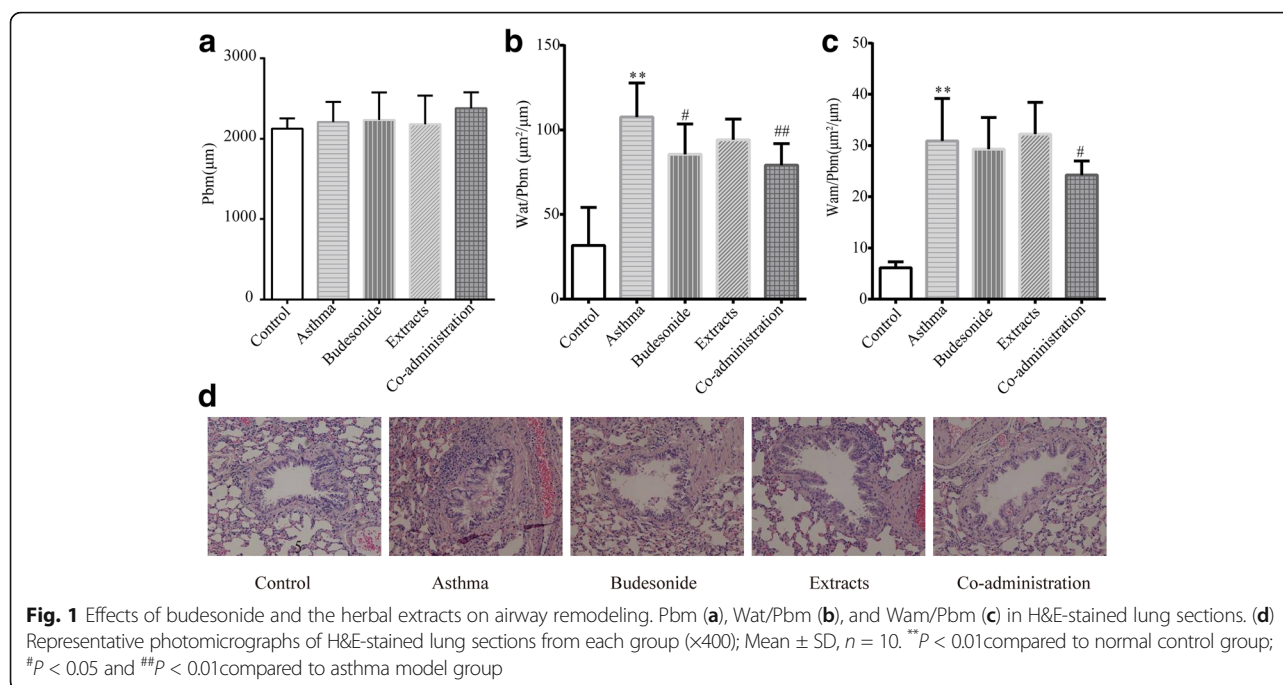 a
3000
2000
1000
0
Pbm(μm)
Control
Asthma
Budesonide
Extracts
Co-administration
b
150
100
50
0
Wat/Pbm (μm²/μm)
**
#
##
Control
Asthma
Budesonide
Extracts
Co-administration
c
50
40
30
20
10
0
Wam/Pbm(μm²/μm)
**
#
Control
Asthma
Budesonide
Extracts
Co-administration
d
Control Asthma Budesonide Extracts Co-administration
Fig. 1 Effects of budesonide and the herbal extracts on airway remodeling. Pbm (a), Wat/Pbm (b), and Wam/Pbm (c) in H&E-stained lung sections. (d)
Representative photomicrographs of H&E-stained lung sections from each group (×400); Mean ± SD, n = 10. **P < 0.01compared to normal control group;
#P < 0.05 and ##P < 0.01compared to asthma model group